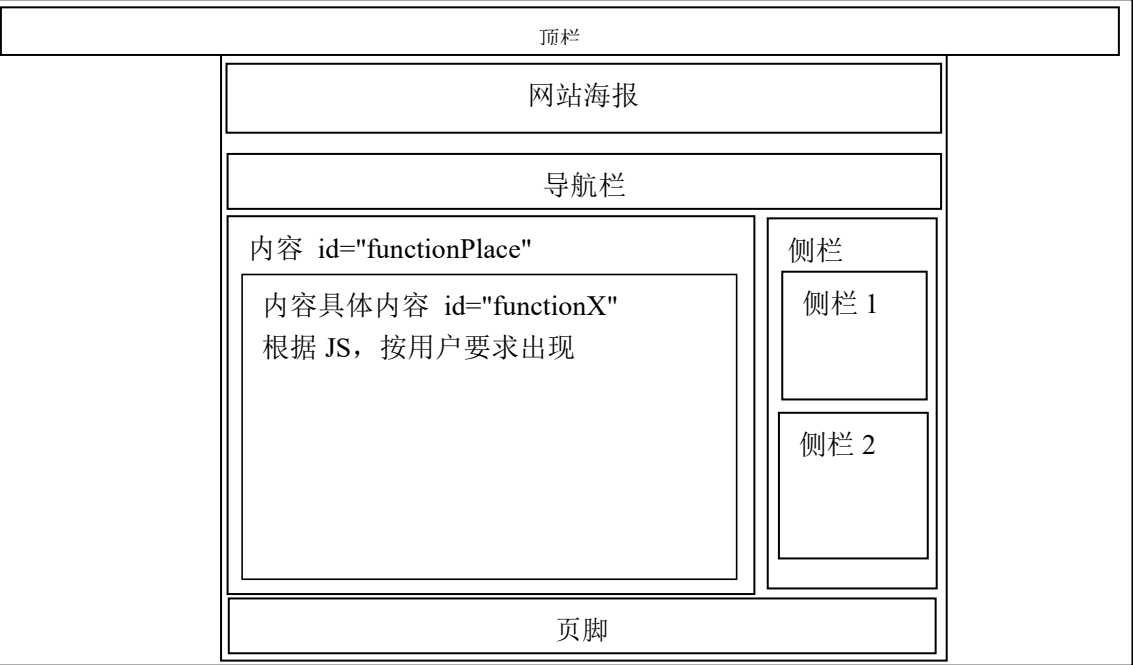 顶栏
网站海报
导航栏
内容 id="functionPlace"
内容具体内容 id="functionX"
根据 JS，按用户要求出现
侧栏
侧栏 1
侧栏 2
页脚